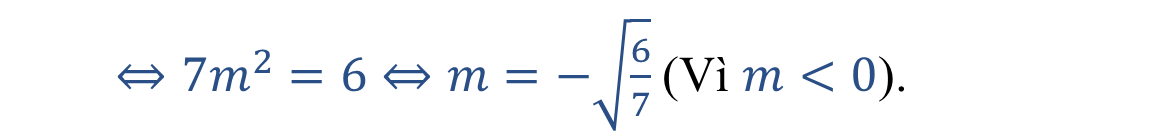 ⇔ 7m² = 6 ⇔ m = −√(6/7) (Vì m < 0).